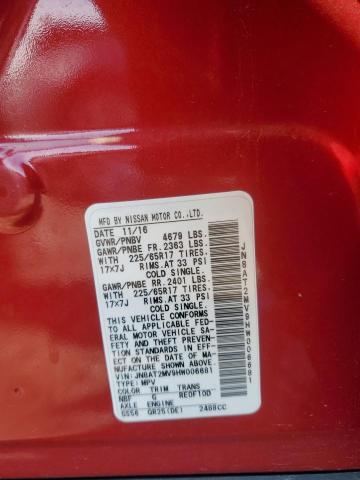 MFG BY NISSAN MOTOR CO.,LTD.
DATE 11/16
GVWR/PNBV 4679 LBS.
GAWR/PNBE FR. 2363 LBS.
WITH 225/65R17 TIRES.
17X7J RIMS.AT 33 PSI
COLD SINGLE.
GAWR/PNBE RR. 2401 LBS.
WITH 225/65R17 TIRES.
17X7J RIMS.AT 33 PSI
COLD SINGLE.
THIS VEHICLE CONFORMS
TO ALL APPLICABLE FED-
ERAL MOTOR VEHICLE SA-
FETY AND THEFT PREVEN-
TION STANDARDS IN EFF-
ECT ON THE DATE OF MA-
NUFACTURE SHOWN ABOVE
VIN:JN8AT2MV9HW006681
TYPE:MPV
COLOR TRIM TRANS
NBF G RE0F10D
AXLE ENGINE
GS56 QR25(DE) 2488CC
JN8AT2MV9HW006681